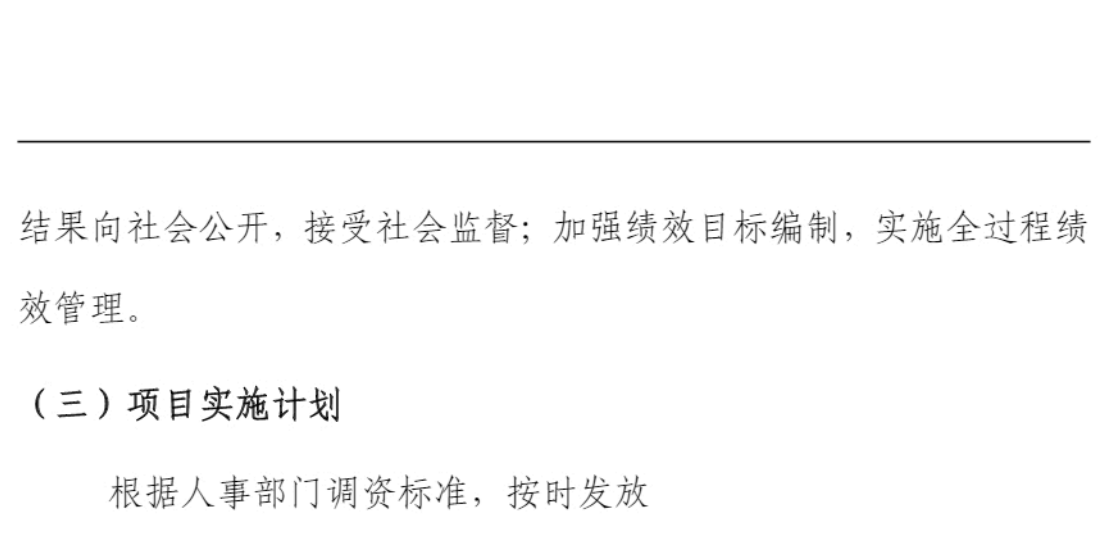 结果向社会公开，接受社会监督；加强绩效目标编制，实施全过程绩
效管理。
（三）项目实施计划
根据人事部门调资标准，按时发放